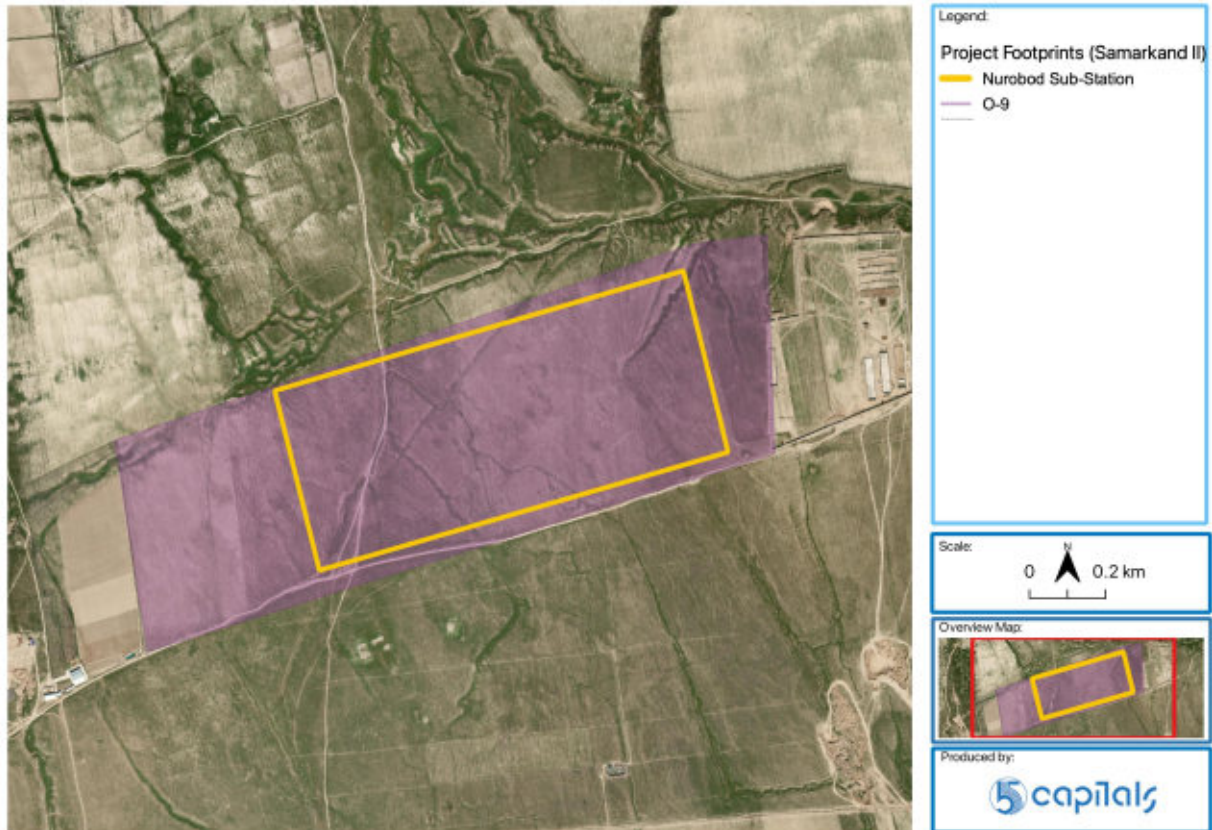 Legend:
Project Footprints (Samarkand II)
Nurobod Sub-Station
O-9
Scale:
N
0 0.2 km
Overview Map:
Produced by:
5 capitals